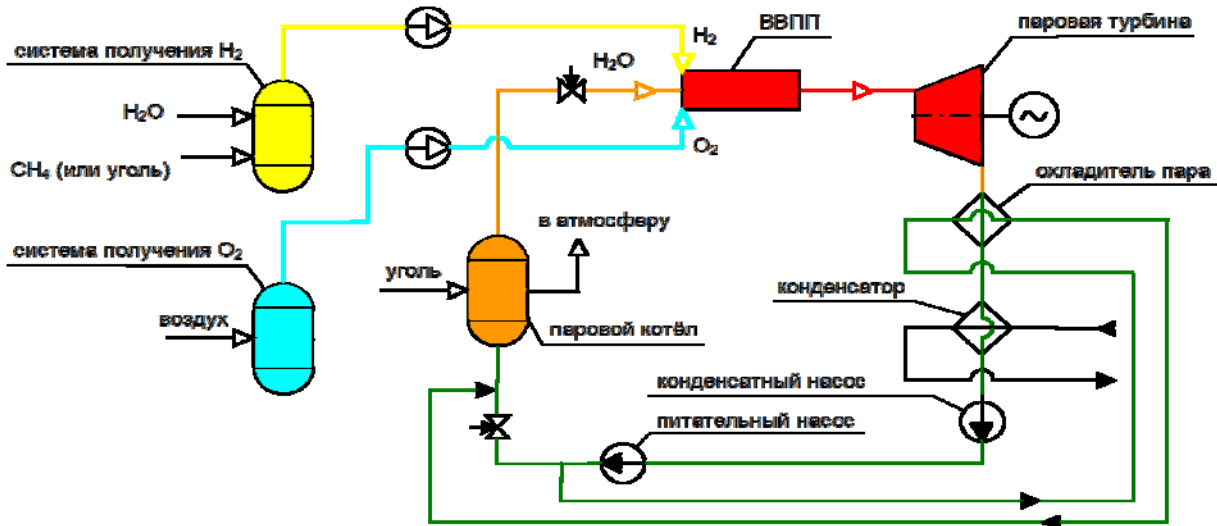 система получения H₂
H₂O
CH₄ (или уголь)
система получения O₂
воздух
H₂
H₂O
O₂
ВВПП
паровая турбина
~
охладитель пара
в атмосферу
уголь
паровой котёл
конденсатор
конденсатный насос
питательный насос